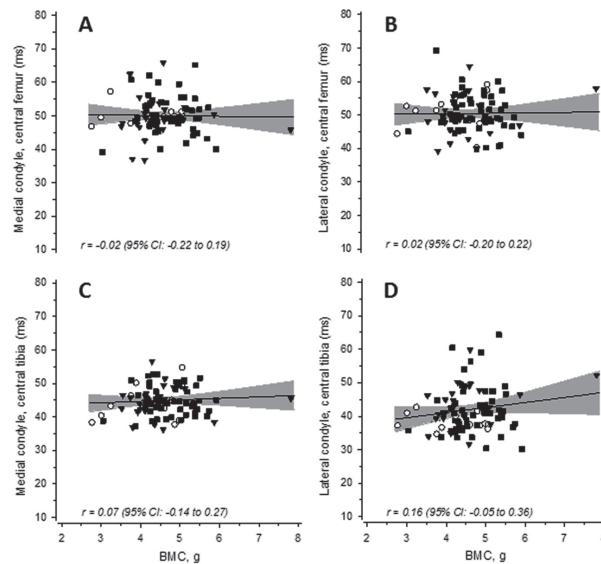 A
Medial condyle, central femur (ms)
80
70
60
50
40
30
20
10
r = -0.02 (95% CI: -0.22 to 0.19)
B
Lateral condyle, central femur (ms)
80
70
60
50
40
30
20
10
r = 0.02 (95% CI: -0.20 to 0.22)
C
Medial condyle, central tibia (ms)
80
70
60
50
40
30
20
10
r = 0.07 (95% CI: -0.14 to 0.27)
2 3 4 5 6 7 8
BMC, g
D
Lateral condyle, central tibia (ms)
80
70
60
50
40
30
20
10
r = 0.16 (95% CI: -0.05 to 0.36)
2 3 4 5 6 7 8
BMC, g